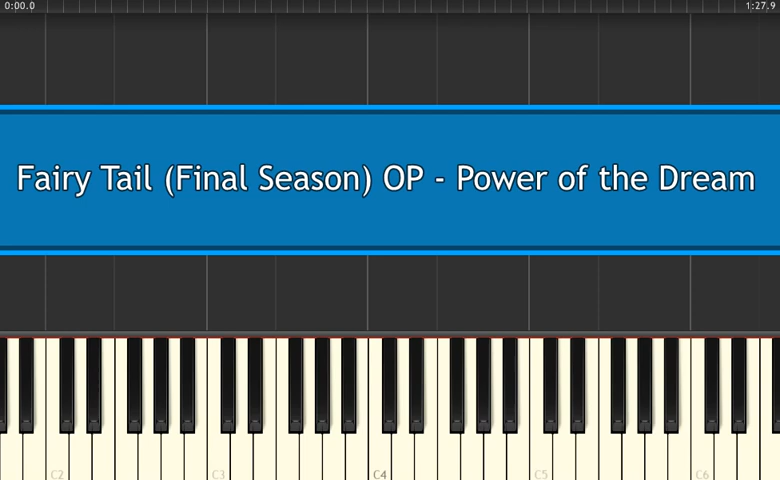 0:00.0 1:27.9
Fairy Tail (Final Season) OP - Power of the Dream
C2 C3 C4 C5 C6